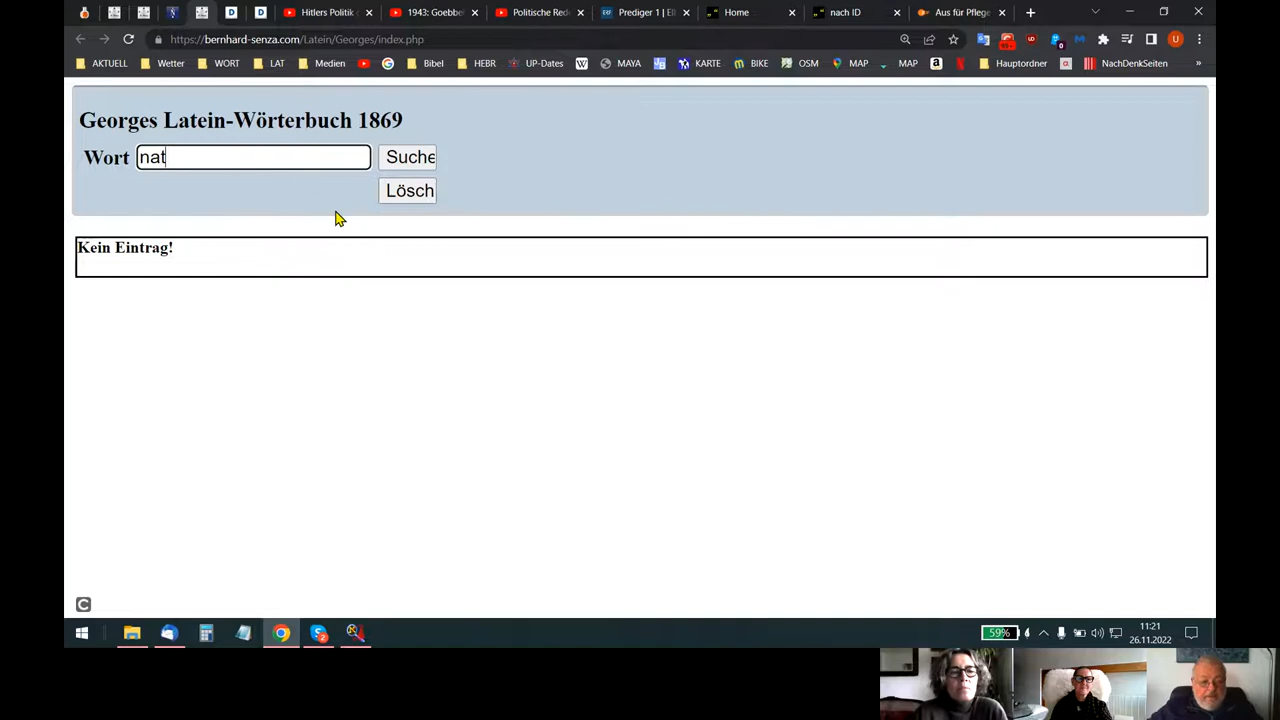 Hitlers Politik
1943: Goebbel
Politische Red
Prediger 1 | El
Home
nach ID
Aus für Pflege
https://bernhard-senza.com/Latein/Georges/index.php
AKTUELL
Wetter
WORT
LAT
Medien
Bibel
HEBR
UP-Dates
MAYA
KARTE
BIKE
OSM
MAP
MAP
Hauptordner
NachDenkSeiten
Georges Latein-Wörterbuch 1869
Wort nat Suche
Lösch
Kein Eintrag!
59%
11:21
26.11.2022